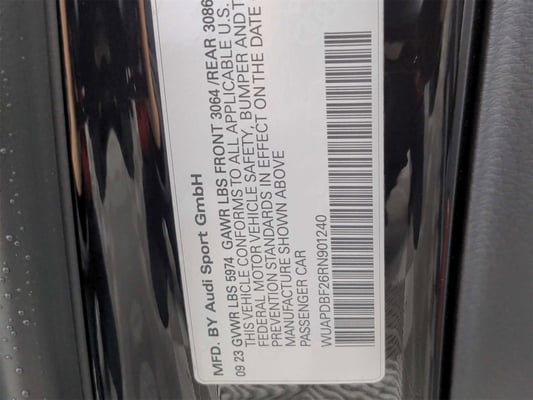 MFD. BY Audi Sport GmbH
09 23 GVWR LBS 5974 GAWR LBS FRONT 3064 /REAR 3086
THIS VEHICLE CONFORMS TO ALL APPLICABLE U.S.
FEDERAL MOTOR VEHICLE SAFETY, BUMPER AND T
PREVENTION STANDARDS IN EFFECT ON THE DATE
MANUFACTURE SHOWN ABOVE
PASSENGER CAR
WUAPDBF26RN901240